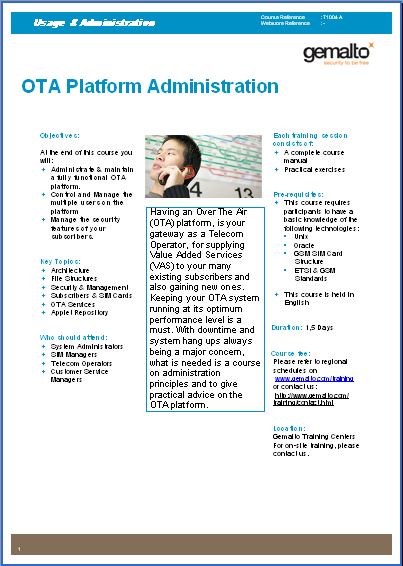 Usage & Administration
Course Reference : T1004-A
Webscore Reference : -
gemalto
security to be free
OTA Platform Administration
Objectives:
At the end of this course you
will:
Administrate & maintain
a fully functional OTA
platform.
Control and Manage the
multiple users on the
platform
Manage the security
features of your
subscribers.
Key Topics:
Architecture
File Structures
Security & Management
Subscribers & SIM Cards
OTA Services
Applet Repository
Who should attend:
System Administrators
SIM Managers
Telecom Operators
Customer Service
Managers
4
12
13
Having an Over The Air
(OTA) platform, is your
gateway as a Telecom
Operator, for supplying
Value Added Services
(VAS) to your many
existing subscribers and
also gaining new ones.
Keeping your OTA system
running at its optimum
performance level is a
must. With downtime and
system hang ups always
being a major concern,
what is needed is a course
on administration
principles and to give
practical advice on the
OTA platform.
Each training session
consists of:
A complete course
manual
Practical exercises
Pre-requisites:
This course requires
participants to have a
basic knowledge of the
following technologies:
Unix
Oracle
GSM SIM Card
Structure
ETSI & GSM
Standards
This course is held in
English
Duration: 1,5 Days
Course fee:
Please refer to regional
schedules on
www.gemalto.com/training
or contact us:
http://www.gemalto.com/
training/contact.html
Location:
Gemalto Training Centers
For on-site training, please
contact us.
1